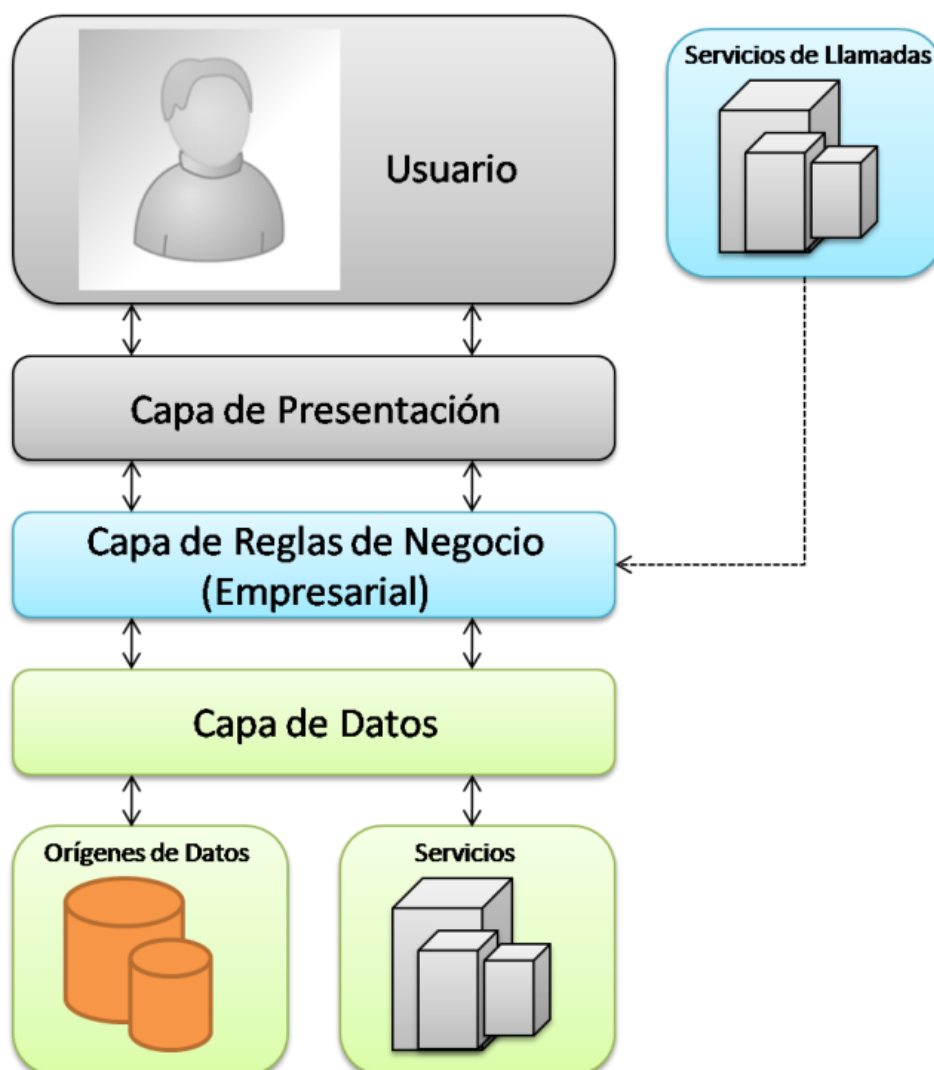 Usuario
Servicios de Llamadas
Capa de Presentación
Capa de Reglas de Negocio
(Empresarial)
Capa de Datos
Orígenes de Datos
Servicios